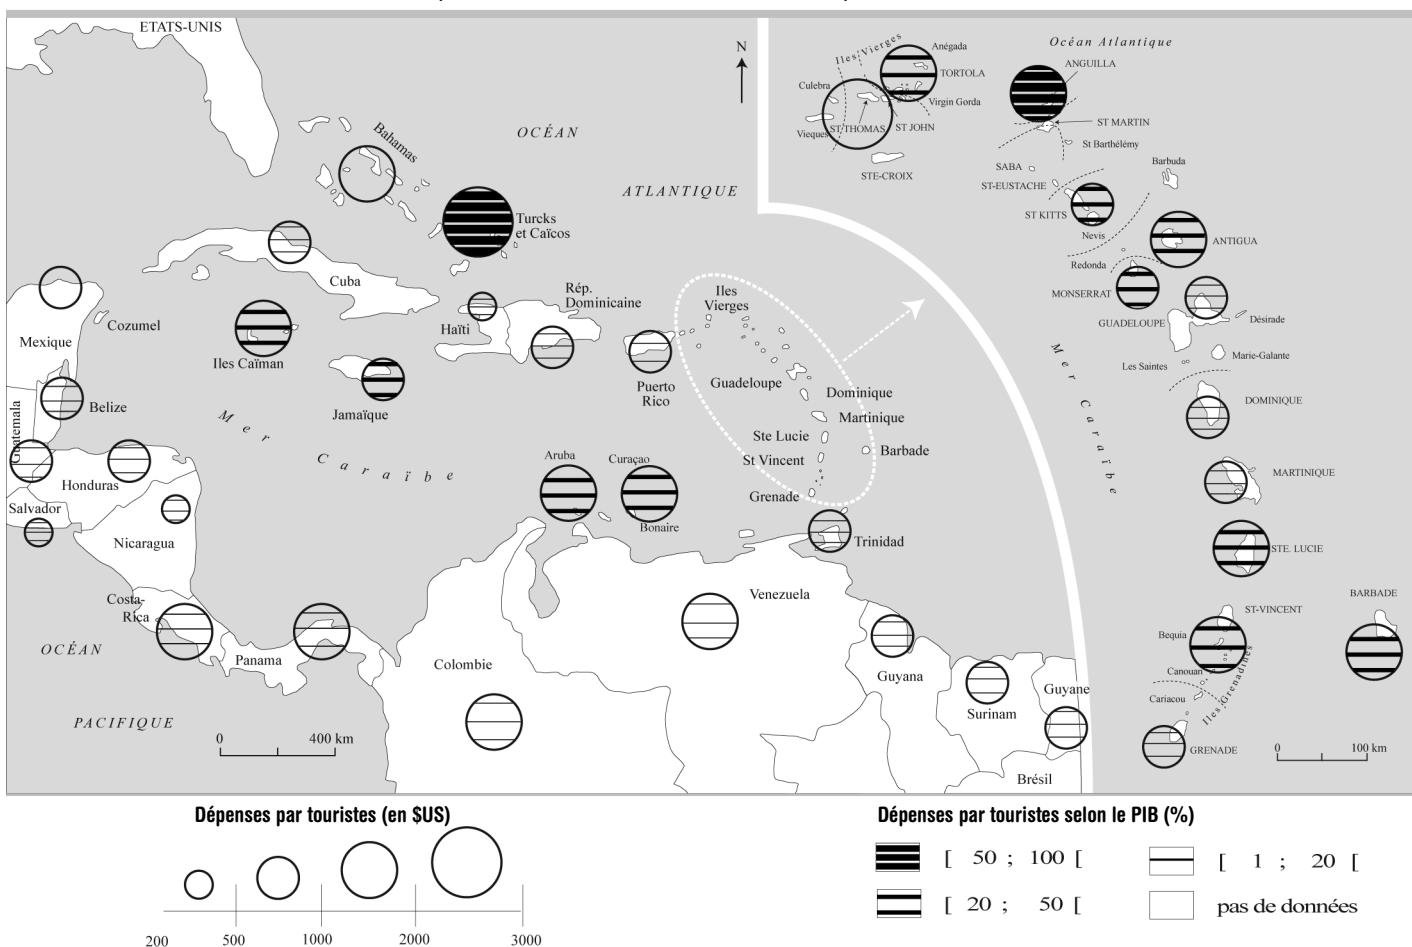 ETATS-UNIS
N
OCÉAN
ATLANTIQUE
Bahamas
Turcks
et Caïcos
Cuba
Cozumel
Mexique
Iles Caïman
Haïti
Rép.
Dominicaine
Jamaïque
Puerto
Rico
Iles
Vierges
Guadeloupe
Dominique
Martinique
Ste Lucie
St Vincent
Barbade
Grenade
Belize
Guatemala
Honduras
Salvador
Nicaragua
Mer
Caraïbe
Aruba
Curaçao
Bonaire
Trinidad
Costa-
Rica
Panama
Colombie
Venezuela
Guyana
Surinam
Guyane
Brésil
OCÉAN
PACIFIQUE
0 400 km
Océan Atlantique
Iles Vierges
Anégada
TORTOLA
Culebra
Virgin Gorda
Vieques
ST THOMAS
ST JOHN
STE-CROIX
ANGUILLA
ST MARTIN
St Barthélémy
SABA
ST-EUSTACHE
Barbuda
ST KITTS
Nevis
ANTIGUA
Redonda
MONSERRAT
GUADELOUPE
Désirade
Les Saintes
Marie-Galante
Mer Caraïbe
DOMINIQUE
MARTINIQUE
STE. LUCIE
ST-VINCENT
BARBADE
Bequia
Canouan
Cariacou
Iles Grenadines
GRENADE
0 100 km
Dépenses par touristes (en $US)
200 500 1000 2000 3000
Dépenses par touristes selon le PIB (%)
[ 50 ; 100 [
[ 20 ; 50 [
[ 1 ; 20 [
pas de données